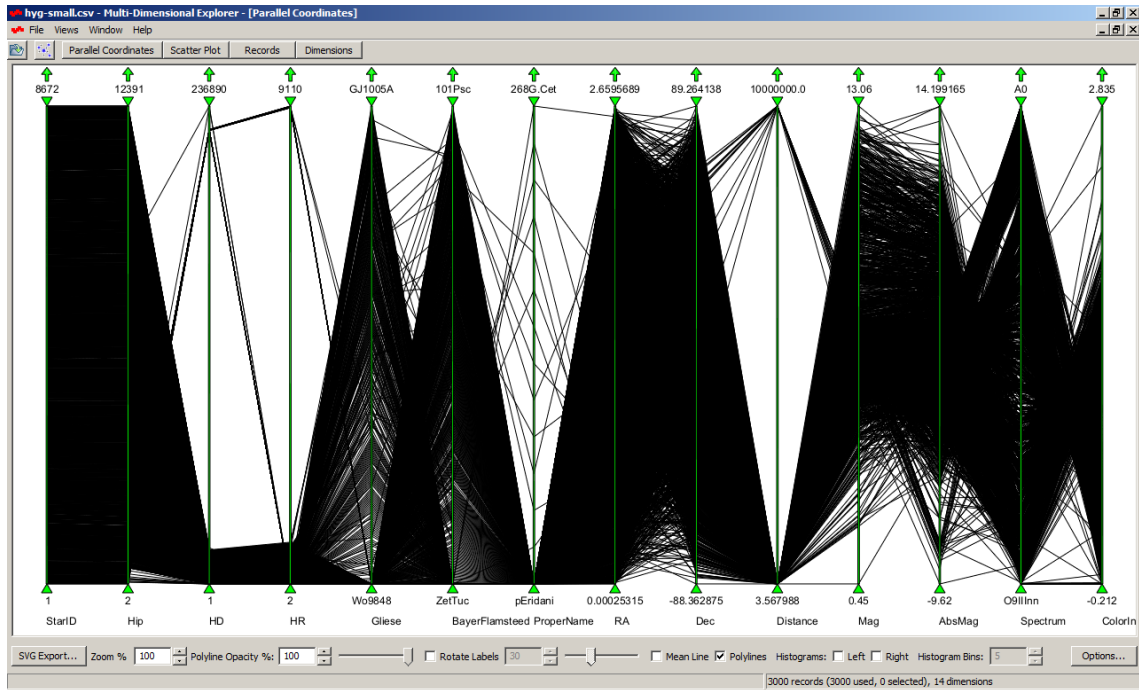 hyg-small.csv - Multi-Dimensional Explorer - [Parallel Coordinates]
File Views Window Help
Parallel Coordinates Scatter Plot Records Dimensions
8672 12391 236890 9110 GJ1005A 101Psc 268G.Cet 2.6595689 89.264138 10000000.0 13.06 14.199165 A0 2.835
1 2 1 2 Wo9848 ZetTuc pEridani 0.00025315 -88.362875 3.567988 0.45 -9.62 O9IIInn -0.212
StarID Hip HD HR Gliese BayerFlamsteed ProperName RA Dec Distance Mag AbsMag Spectrum ColorIn
SVG Export... Zoom % 100 Polyline Opacity %: 100 Rotate Labels 30 Mean Line Polylines Histograms: Left Right Histogram Bins: 5 Options...
3000 records (3000 used, 0 selected), 14 dimensions